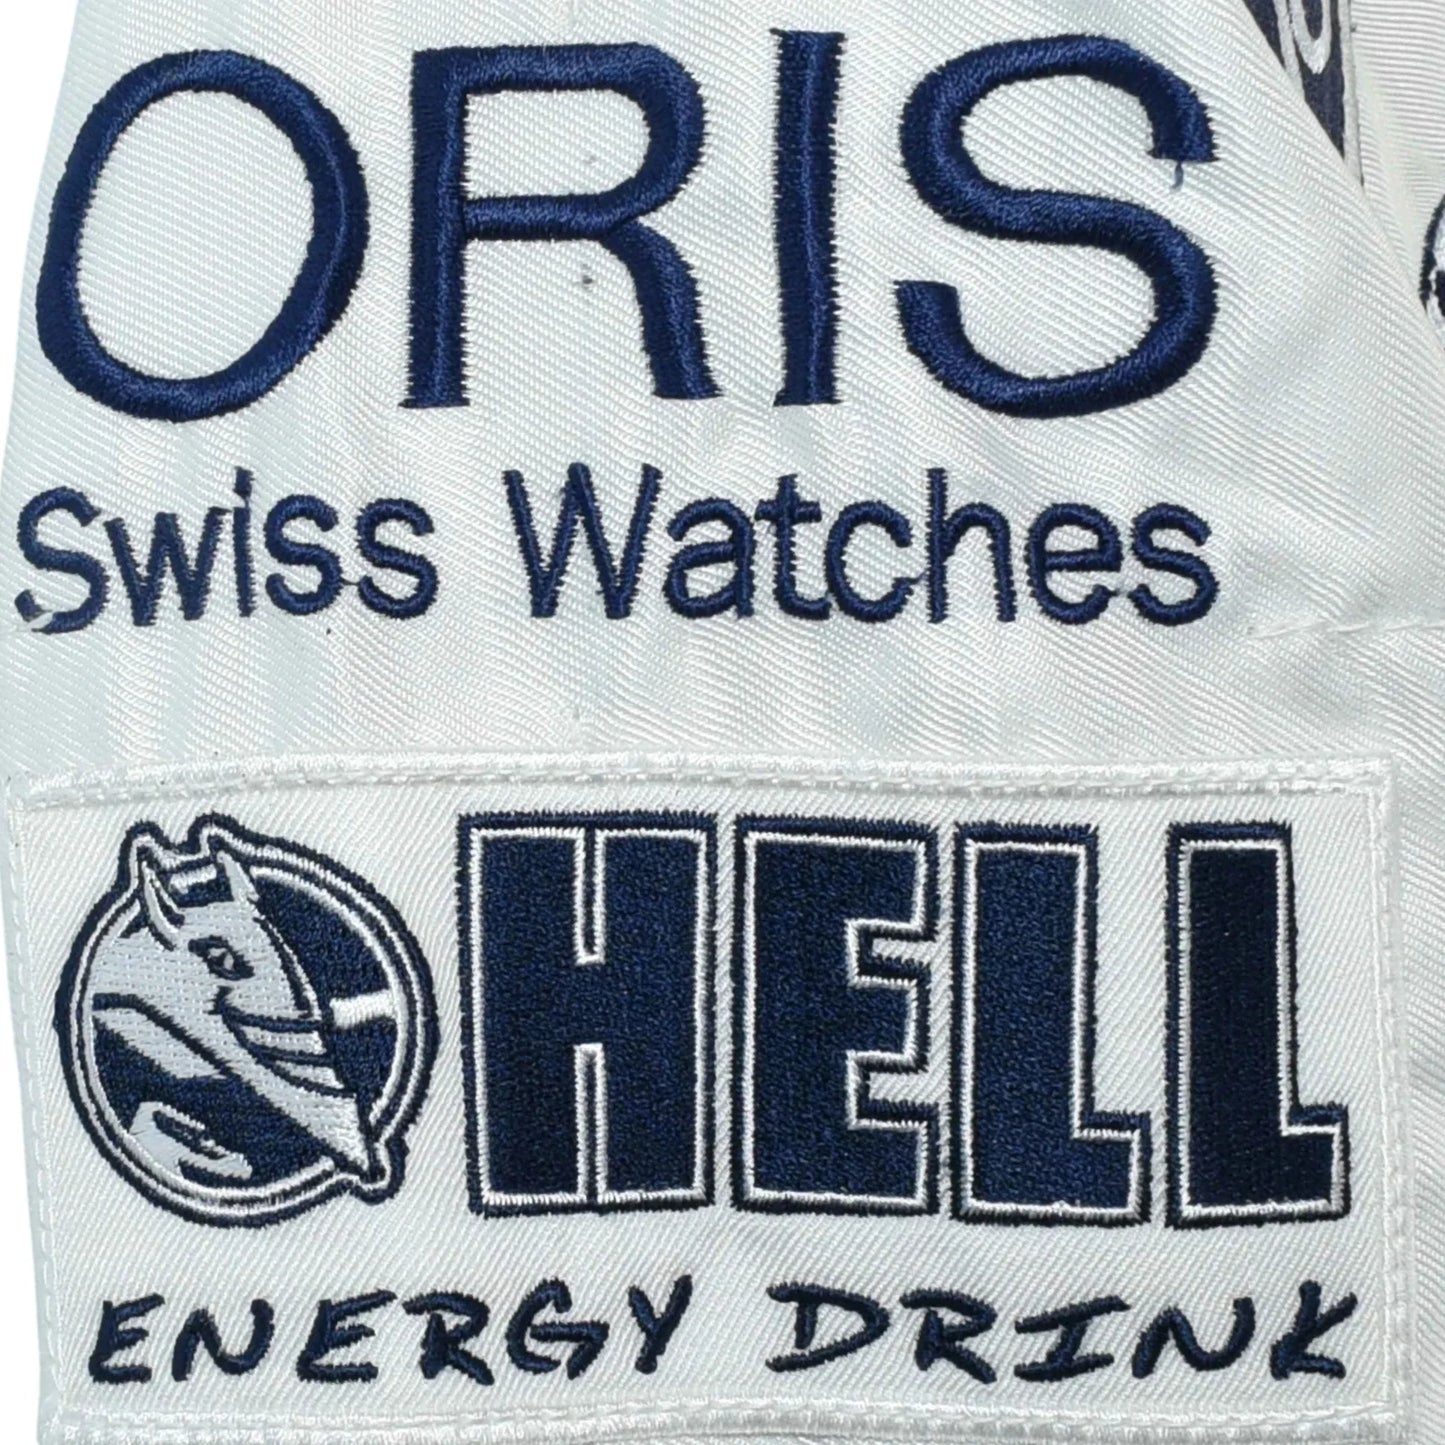 ORIS
Swiss Watches
HELL
ENERGY DRINK